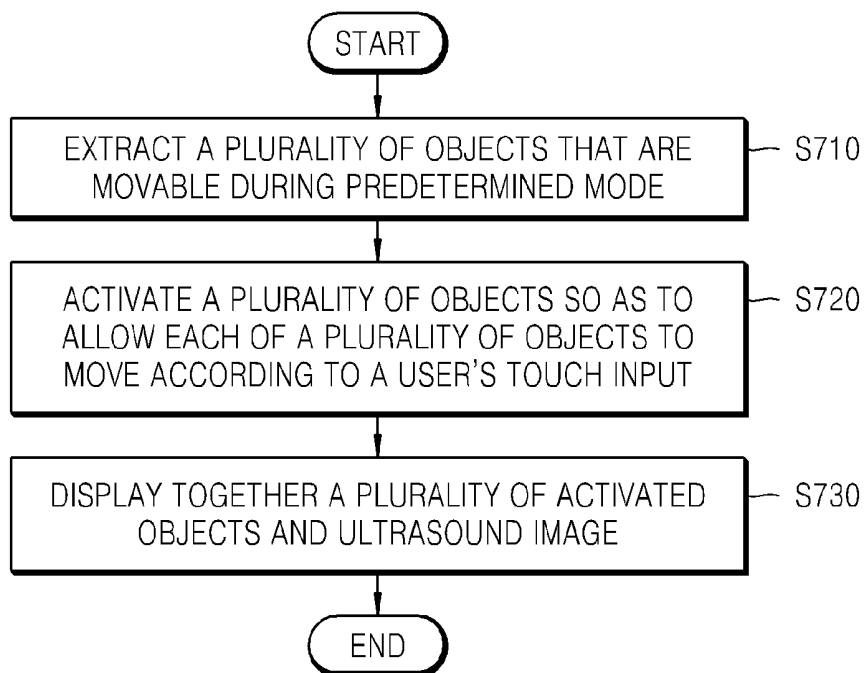 START
EXTRACT A PLURALITY OF OBJECTS THAT ARE
MOVABLE DURING PREDETERMINED MODE
S710
ACTIVATE A PLURALITY OF OBJECTS SO AS TO
ALLOW EACH OF A PLURALITY OF OBJECTS TO
MOVE ACCORDING TO A USER'S TOUCH INPUT
S720
DISPLAY TOGETHER A PLURALITY OF ACTIVATED
OBJECTS AND ULTRASOUND IMAGE
S730
END